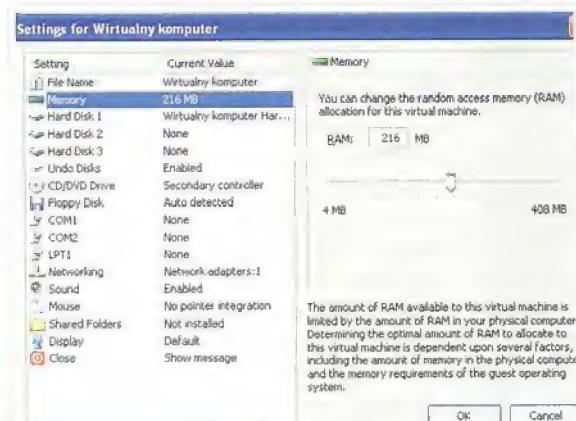 Settings for Wirtualny komputer
Setting Current Value
File Name Wirtualny komputer
Memory 216 MB
Hard Disk 1 Wirtualny komputer Har...
Hard Disk 2 None
Hard Disk 3 None
Undo Disks Enabled
CD/DVD Drive Secondary controller
Floppy Disk Auto detected
COM1 None
COM2 None
LPT1 None
Networking Network adapters:1
Sound Enabled
Mouse No pointer integration
Shared Folders Not installed
Display Default
Close Show message
Memory
You can change the random access memory (RAM)
allocation for this virtual machine.
RAM: 216 MB
4 MB 408 MB
The amount of RAM available to this virtual machine is
limited by the amount of RAM in your physical computer
Determining the optimal amount of RAM to allocate to
this virtual machine is dependent upon several factors,
including the amount of memory in the physical compute
and the memory requirements of the guest operating
system.
OK Cancel